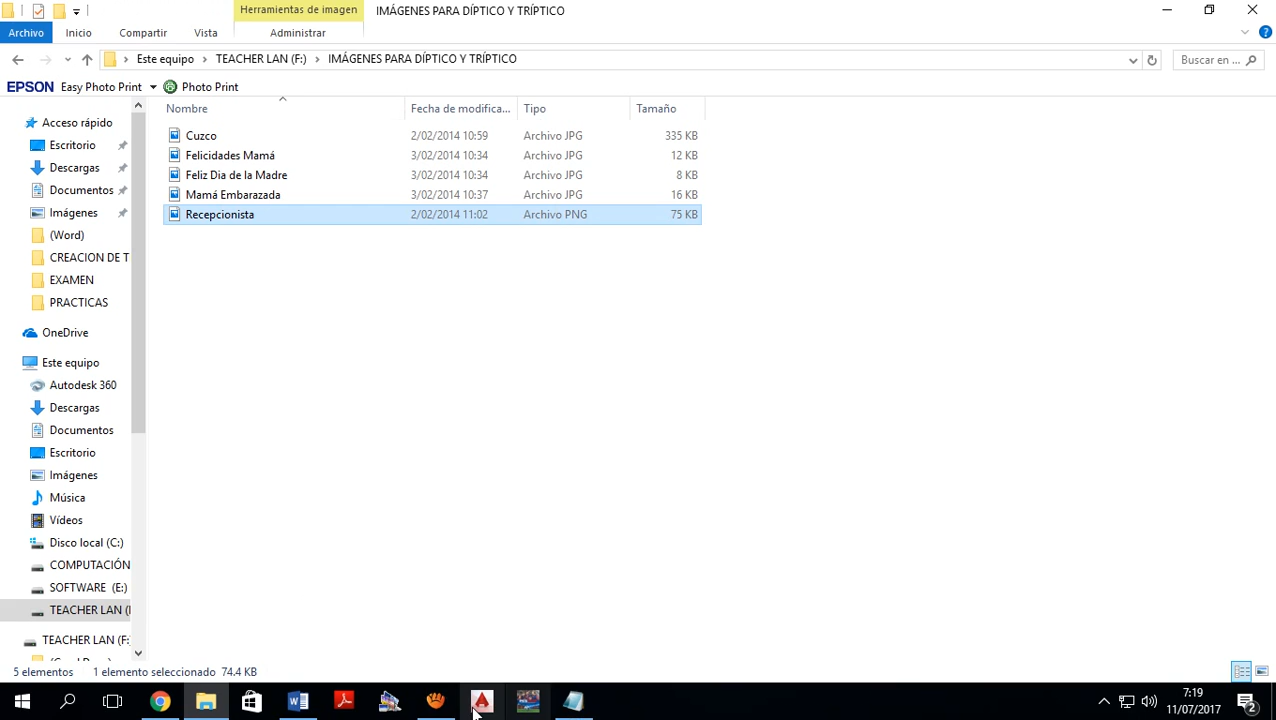 Herramientas de imagen
IMÁGENES PARA DÍPTICO Y TRÍPTICO
Archivo Inicio Compartir Vista Administrar
Este equipo TEACHER LAN (F:) IMÁGENES PARA DÍPTICO Y TRÍPTICO Buscar en ...
EPSON Easy Photo Print Photo Print
Nombre Fecha de modifica... Tipo Tamaño
Cuzco 2/02/2014 10:59 Archivo JPG 335 KB
Felicidades Mamá 3/02/2014 10:34 Archivo JPG 12 KB
Feliz Dia de la Madre 3/02/2014 10:34 Archivo JPG 8 KB
Mamá Embarazada 3/02/2014 10:37 Archivo JPG 16 KB
Recepcionista 2/02/2014 11:02 Archivo PNG 75 KB
Acceso rápido
Escritorio
Descargas
Documentos
Imágenes
(Word)
CREACION DE T
EXAMEN
PRACTICAS
OneDrive
Este equipo
Autodesk 360
Descargas
Documentos
Escritorio
Imágenes
Música
Vídeos
Disco local (C:)
COMPUTACIÓN
SOFTWARE (E:)
TEACHER LAN (
TEACHER LAN (F:
5 elementos 1 elemento seleccionado 74.4 KB
7:19
11/07/2017
2